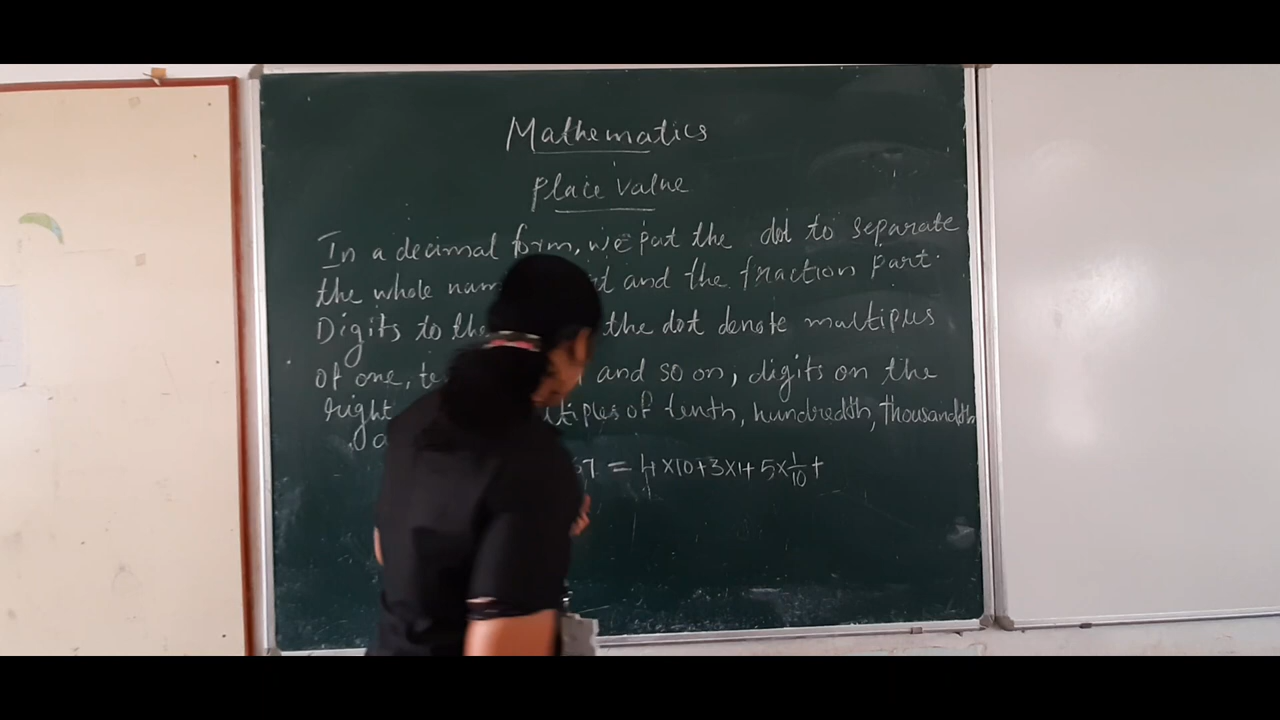 Mathematics
Place Value
In a decimal form, we put the dot to separate
the whole and the fraction part.
Digits to the the dot denote multiples
of one, and so on, digits on the
right of tenth, hundredth, thousandth
= 4×10+3×1+5×1/10+